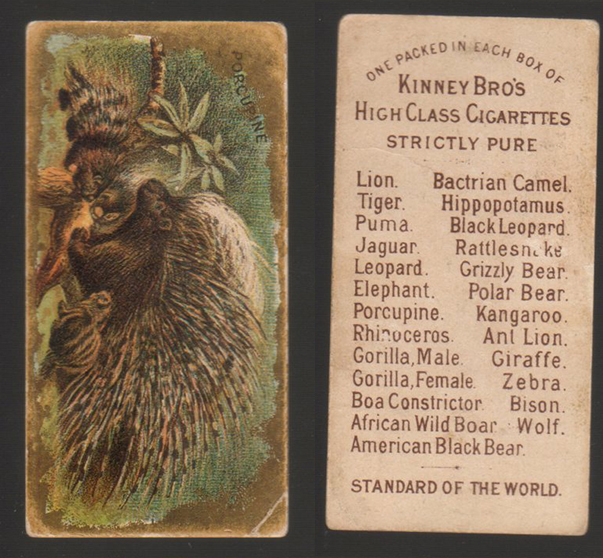 PORCUPINE
ONE PACKED IN EACH BOX OF
KINNEY BRO'S
HIGH CLASS CIGARETTES
STRICTLY PURE
Lion. Bactrian Camel.
Tiger. Hippopotamus.
Puma. Black Leopard.
Jaguar. Rattlesnake
Leopard. Grizzly Bear.
Elephant. Polar Bear.
Porcupine. Kangaroo.
Rhinoceros. Ant Lion.
Gorilla, Male. Giraffe.
Gorilla, Female. Zebra.
Boa Constrictor Bison.
African Wild Boar Wolf.
American Black Bear.
STANDARD OF THE WORLD.